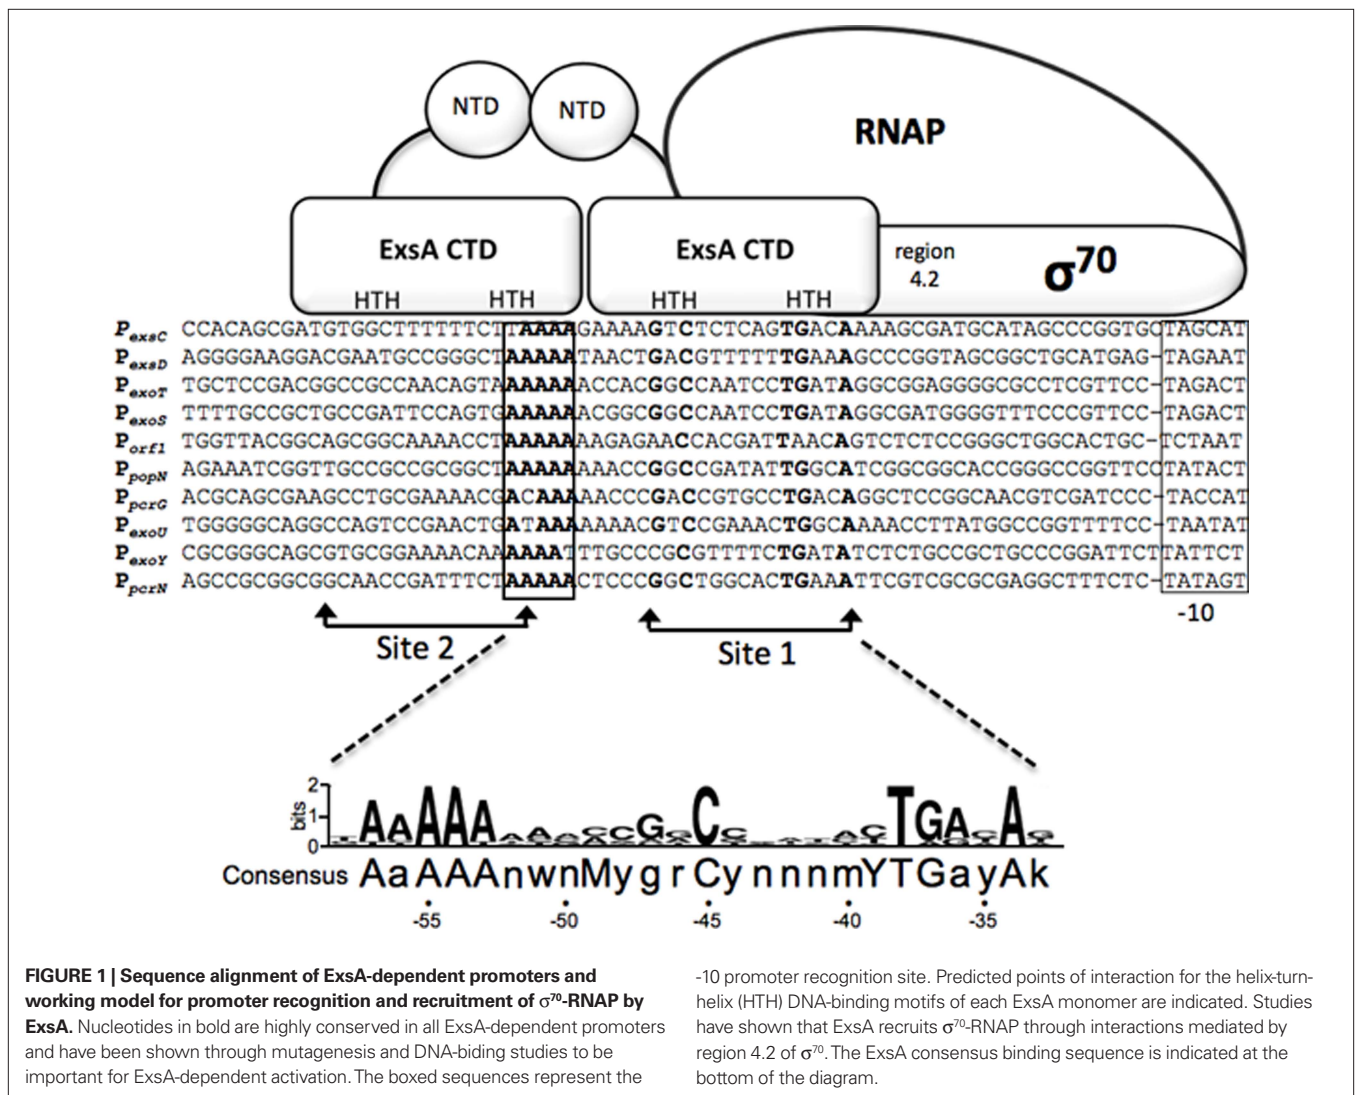 NTD NTD
RNAP
ExsA CTD ExsA CTD region 4.2 σ70
HTH HTH HTH HTH
PexsC CCACAGCGATGTGGCTTTTTTCTTAAAAGAAAAGTCTCTCAGTGACAAAAGCGATGCATAGCCCGGTGCTAGCAT
PexsD AGGGGAAGGACGAATGCCGGGCTAAAAATAACTGACGTTTTTTGAAAGCCCGGTAGCGGCTGCATGAG-TAGAAT
PexoT TGCTCCGACGGCCGCCAACAGTAAAAAAACCACGGCCAATCCTGATAGGCGGAGGGGCGCCTCGTTCC-TAGACT
PexoS TTTTGCCGCTGCCGATTCCAGTGAAAAAACGGCGGCCAATCCTGATAGGCGATGGGGTTTCCCGTTCC-TAGACT
Porf1 TGGTTACGGCAGCGGCAAAACCTAAAAAAAGAGAACCACGATTAACAGTCTCTCCGGGCTGGCACTGC-TCTAAT
PpopN AGAAATCGGTTGCCGCCGCGGCTAAAAAAAACCGGCCGATATTGGCATCGGCGGCACCGGGCCGGTTCCTATACT
PpcrG ACGCAGCGAAGCCTGCGAAAACGACAAAAACCCGACCGTGCCTGACAGGCTCCGGCAACGTCGATCCC-TACCAT
PexoU TGGGGGCAGGCCAGTCCGAACTGATAAAAAAAACGTCCGAAACTGGCAAAACCTTATGGCCGGTTTTCC-TAATAT
PexoY CGCGGGCAGCGTGCGGAAAACAAAAAATTTGCCCGCGTTTTCTGATATCTCTGCCGCTGCCCGGATTCTTATTCT
PpcrN AGCCGCGGCGGCAACCGATTTCTAAAAACTCCCGGCTGGCACTGAAATTCGTCGCGCGAGGCTTTCTC-TATAGT
-10
Site 2 Site 1
bits
2
1
0
Consensus AaAAAAnwnMygrCynnnmYTGayAk
-55 -50 -45 -40 -35
FIGURE 1 | Sequence alignment of ExsA-dependent promoters and
working model for promoter recognition and recruitment of σ70-RNAP by
ExsA. Nucleotides in bold are highly conserved in all ExsA-dependent promoters
and have been shown through mutagenesis and DNA-biding studies to be
important for ExsA-dependent activation. The boxed sequences represent the
-10 promoter recognition site. Predicted points of interaction for the helix-turn-
helix (HTH) DNA-binding motifs of each ExsA monomer are indicated. Studies
have shown that ExsA recruits σ70-RNAP through interactions mediated by
region 4.2 of σ70. The ExsA consensus binding sequence is indicated at the
bottom of the diagram.